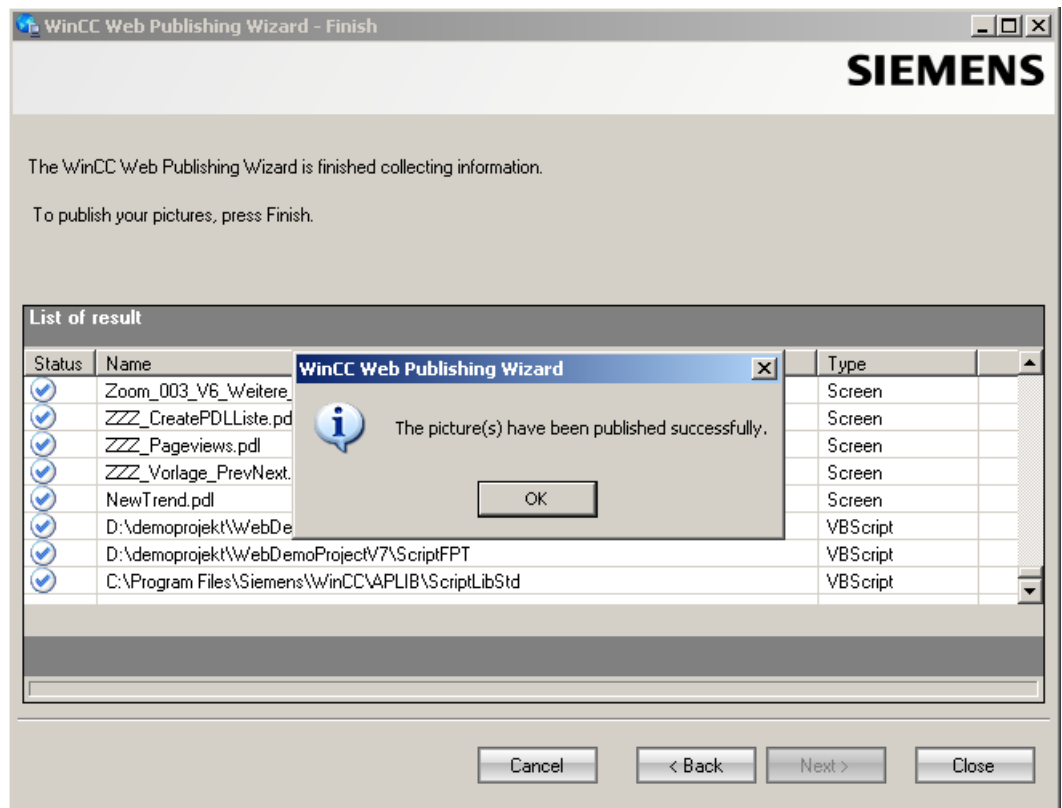 WinCC Web Publishing Wizard - Finish
SIEMENS
The WinCC Web Publishing Wizard is finished collecting information.
To publish your pictures, press Finish.
List of result
Status Name Type
Zoom_003_V6_Weitere_ Screen
ZZZ_CreatePDLListe.pd Screen
ZZZ_Pageviews.pdl Screen
ZZZ_Vorlage_PrevNext. Screen
NewTrend.pdl Screen
D:\demoprojekt\WebDe VBScript
D:\demoprojekt\WebDemoProjectV7\ScriptFPT VBScript
C:\Program Files\Siemens\WinCC\APLIB\ScriptLibStd VBScript
WinCC Web Publishing Wizard
The picture(s) have been published successfully.
OK
Cancel < Back Next > Close